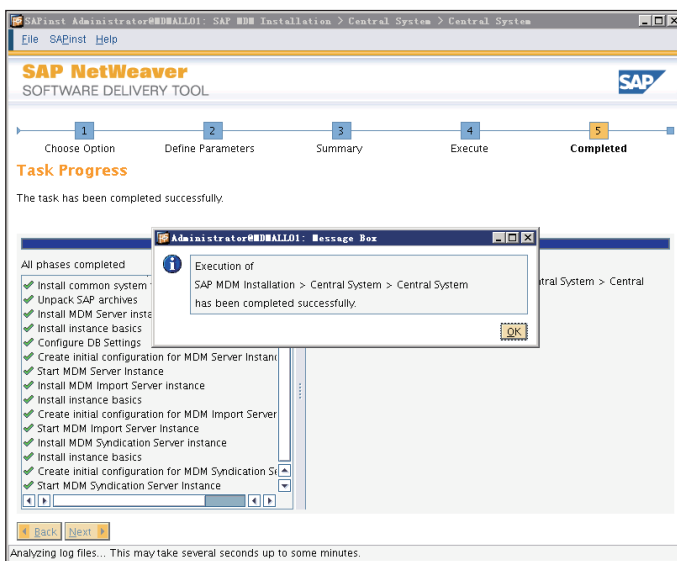 SAPinst Administrator@MDMALL01: SAP MDM Installation > Central System > Central System
File SAPinst Help
SAP NetWeaver
SOFTWARE DELIVERY TOOL
SAP
1 2 3 4 5
Choose Option Define Parameters Summary Execute Completed
Task Progress
The task has been completed successfully.
Administrator@MDMALL01: Message Box
Execution of
SAP MDM Installation > Central System > Central System
has been completed successfully.
OK
All phases completed
ntral System > Central
Install common system
Unpack SAP archives
Install MDM Server insta
Install instance basics
Configure DB Settings
Create initial configuration for MDM Server Instanc
Start MDM Server Instance
Install MDM Import Server instance
Install instance basics
Create initial configuration for MDM Import Server
Start MDM Import Server Instance
Install MDM Syndication Server instance
Install instance basics
Create initial configuration for MDM Syndication Se
Start MDM Syndication Server Instance
Back Next
Analyzing log files... This may take several seconds up to some minutes.